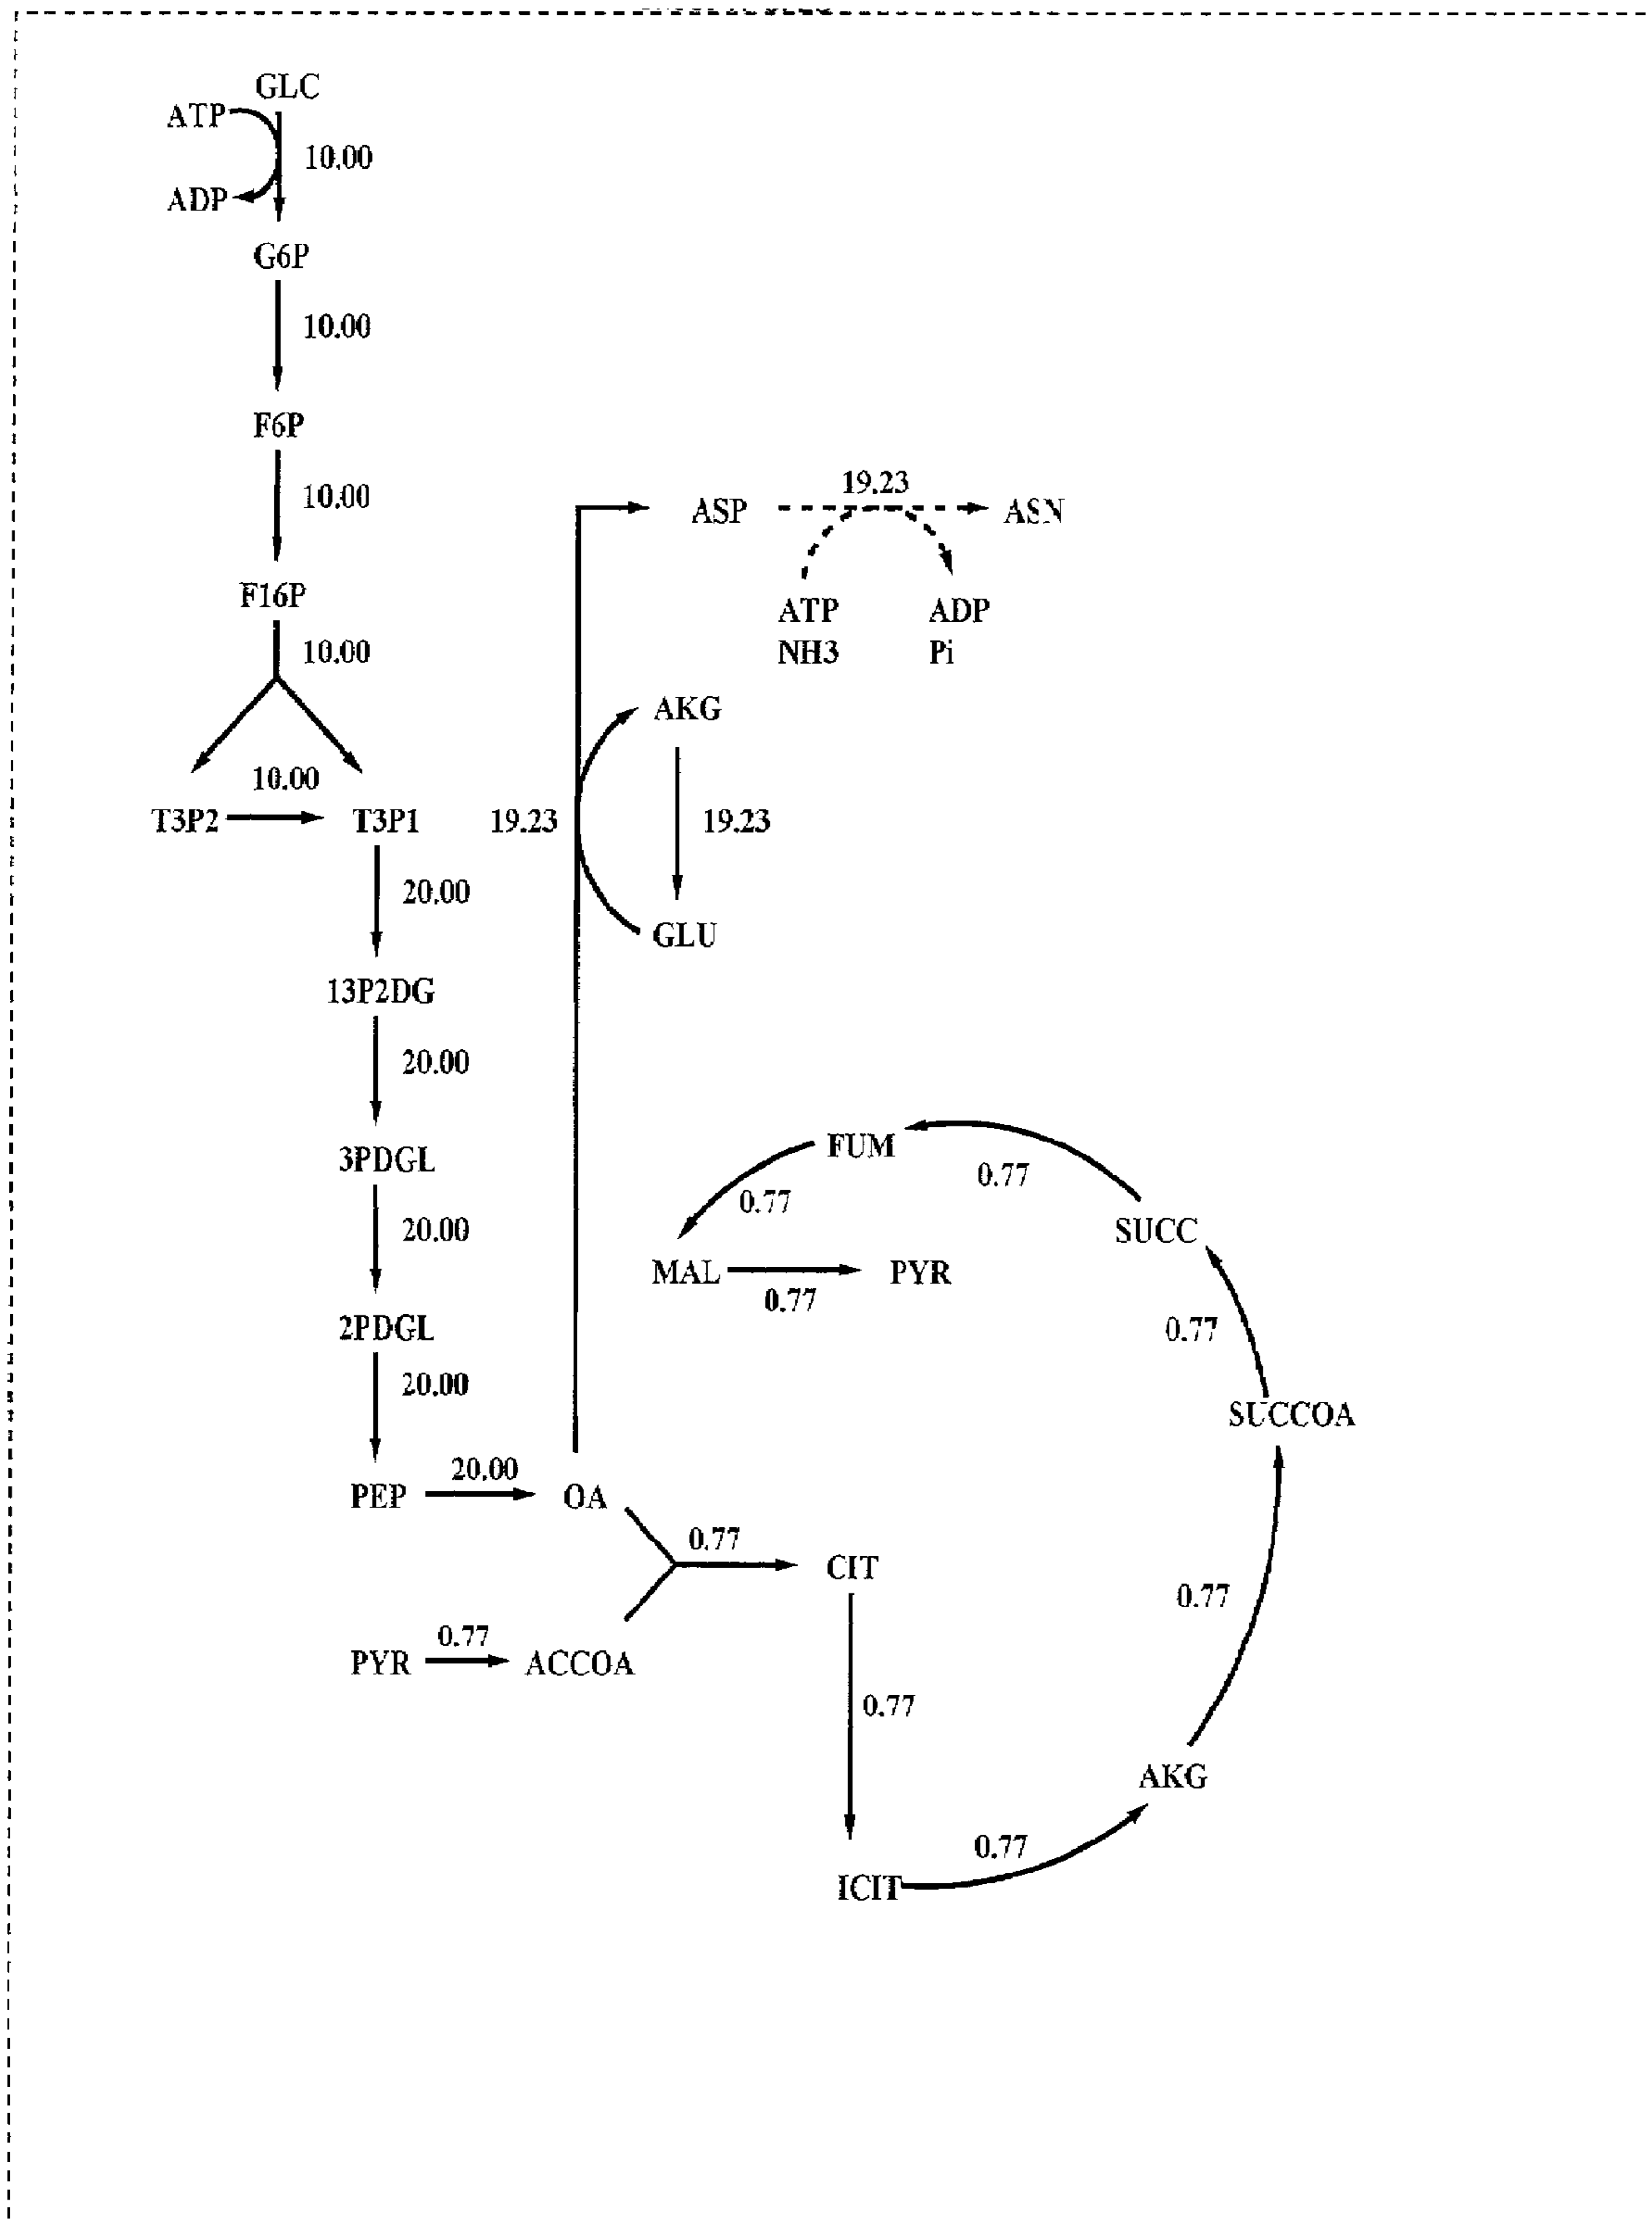 GLC
ATP
10.00
ADP
G6P
10.00
F6P
10.00
19.23
ASP
ASN
F16P
ATP
ADP
10.00
NH3
Pi
AKG
10.00
T3P2
T3P1
19.23
19.23
20.00
GLU
13P2DG
20.00
FUM
3PDGL
0.77
0.77
20.00
SUCC
MAL
PYR
0.77
2PDGL
0.77
20.00
SUCCOA
20.00
PEP
OA
0.77
CIT
0.77
0.77
PYR
ACCOA
0.77
AKG
0.77
ICIT